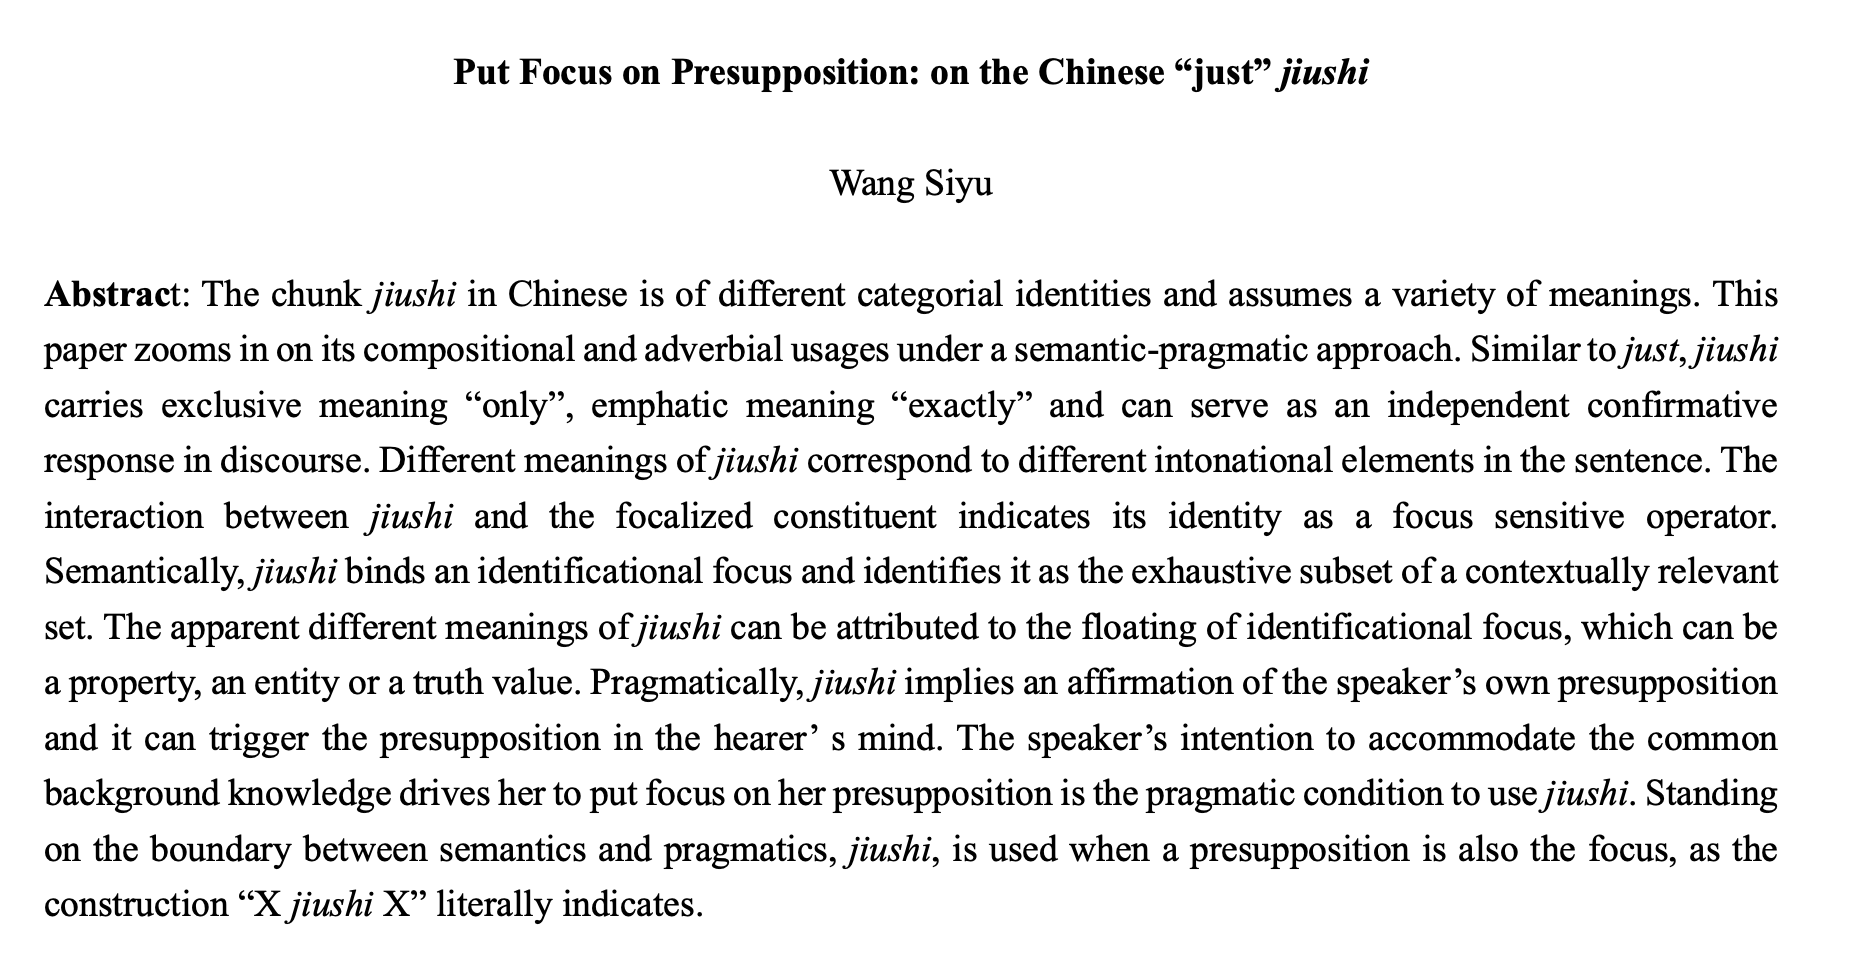 Put Focus on Presupposition: on the Chinese “just” jiushi
Wang Siyu
Abstract: The chunk jiushi in Chinese is of different categorial identities and assumes a variety of meanings. This
paper zooms in on its compositional and adverbial usages under a semantic-pragmatic approach. Similar to just, jiushi
carries exclusive meaning “only”, emphatic meaning “exactly” and can serve as an independent confirmative
response in discourse. Different meanings of jiushi correspond to different intonational elements in the sentence. The
interaction between jiushi and the focalized constituent indicates its identity as a focus sensitive operator.
Semantically, jiushi binds an identificational focus and identifies it as the exhaustive subset of a contextually relevant
set. The apparent different meanings of jiushi can be attributed to the floating of identificational focus, which can be
a property, an entity or a truth value. Pragmatically, jiushi implies an affirmation of the speaker’s own presupposition
and it can trigger the presupposition in the hearer’ s mind. The speaker’s intention to accommodate the common
background knowledge drives her to put focus on her presupposition is the pragmatic condition to use jiushi. Standing
on the boundary between semantics and pragmatics, jiushi, is used when a presupposition is also the focus, as the
construction “X jiushi X” literally indicates.